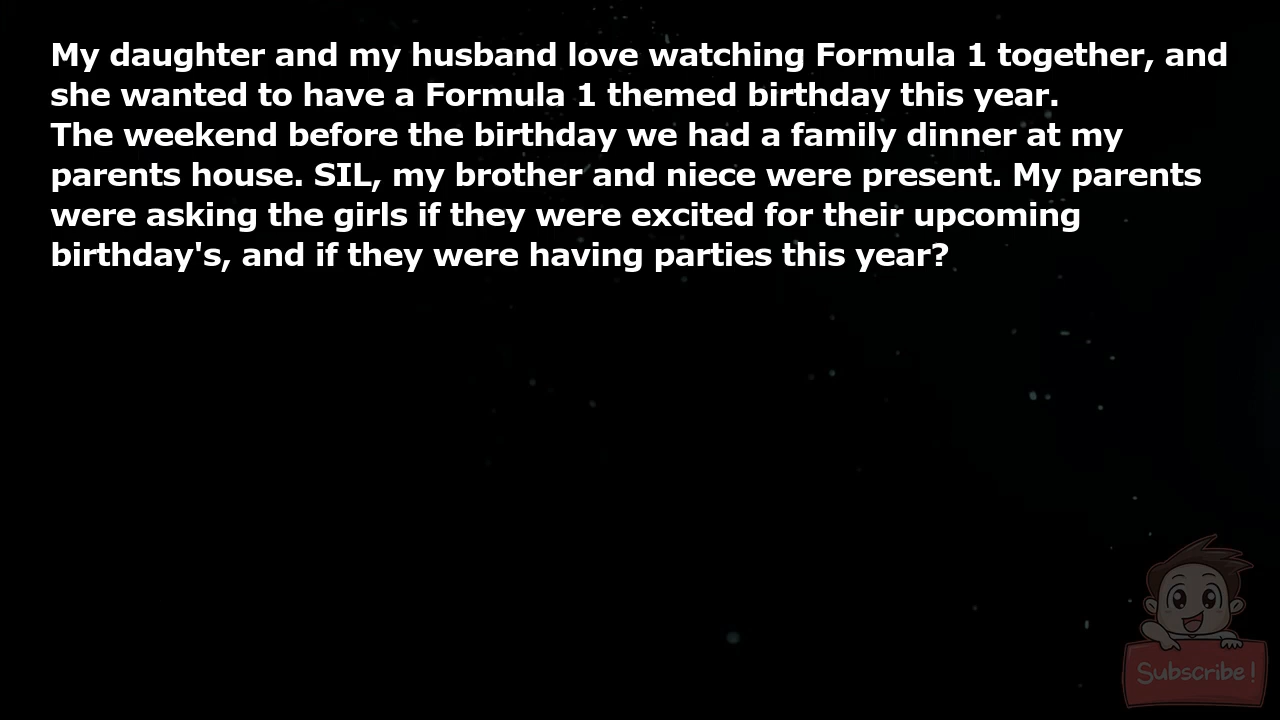 My daughter and my husband love watching Formula 1 together, and
she wanted to have a Formula 1 themed birthday this year.
The weekend before the birthday we had a family dinner at my
parents house. SIL, my brother and niece were present. My parents
were asking the girls if they were excited for their upcoming
birthday's, and if they were having parties this year?
Subscribe!